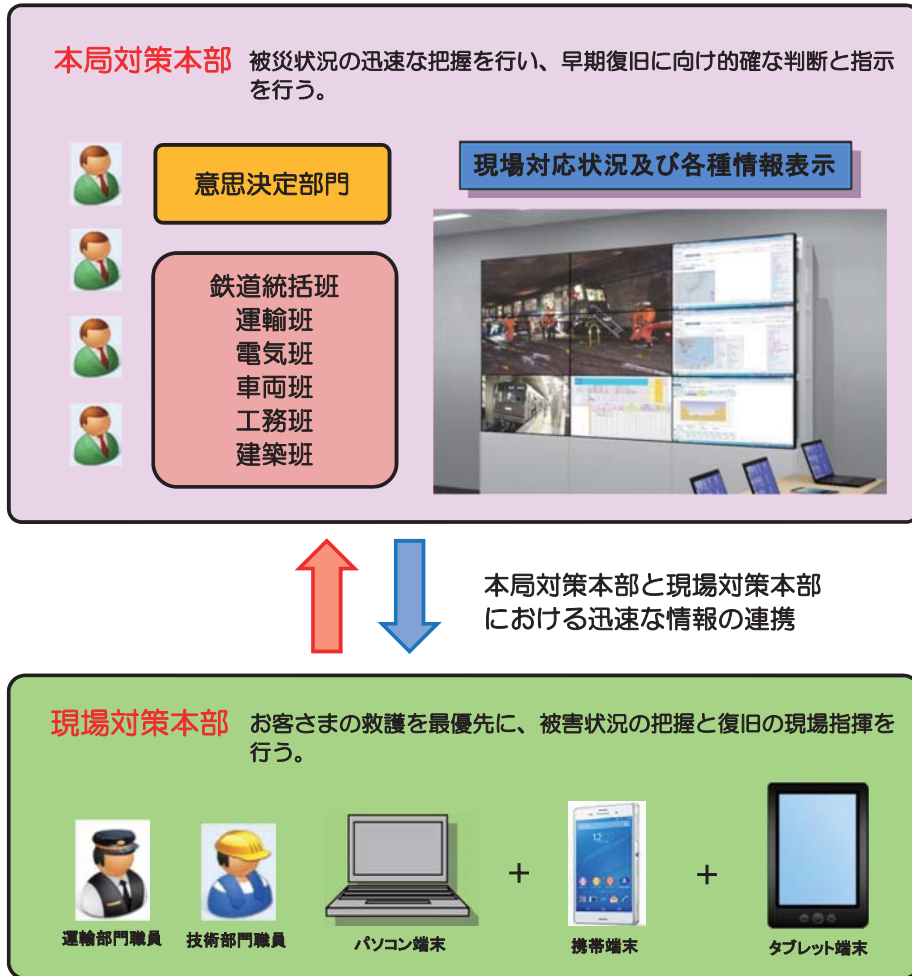 本局対策本部 被災状況の迅速な把握を行い、早期復旧に向け的確な判断と指示
を行う。
意思決定部門
現場対応状況及び各種情報表示
鉄道統括班
運輸班
電気班
車両班
工務班
建築班
本局対策本部と現場対策本部
における迅速な情報の連携
現場対策本部 お客さまの救護を最優先に、被害状況の把握と復旧の現場指揮を
行う。
+
+
運輸部門職員 技術部門職員 パソコン端末 携帯端末 タブレット端末